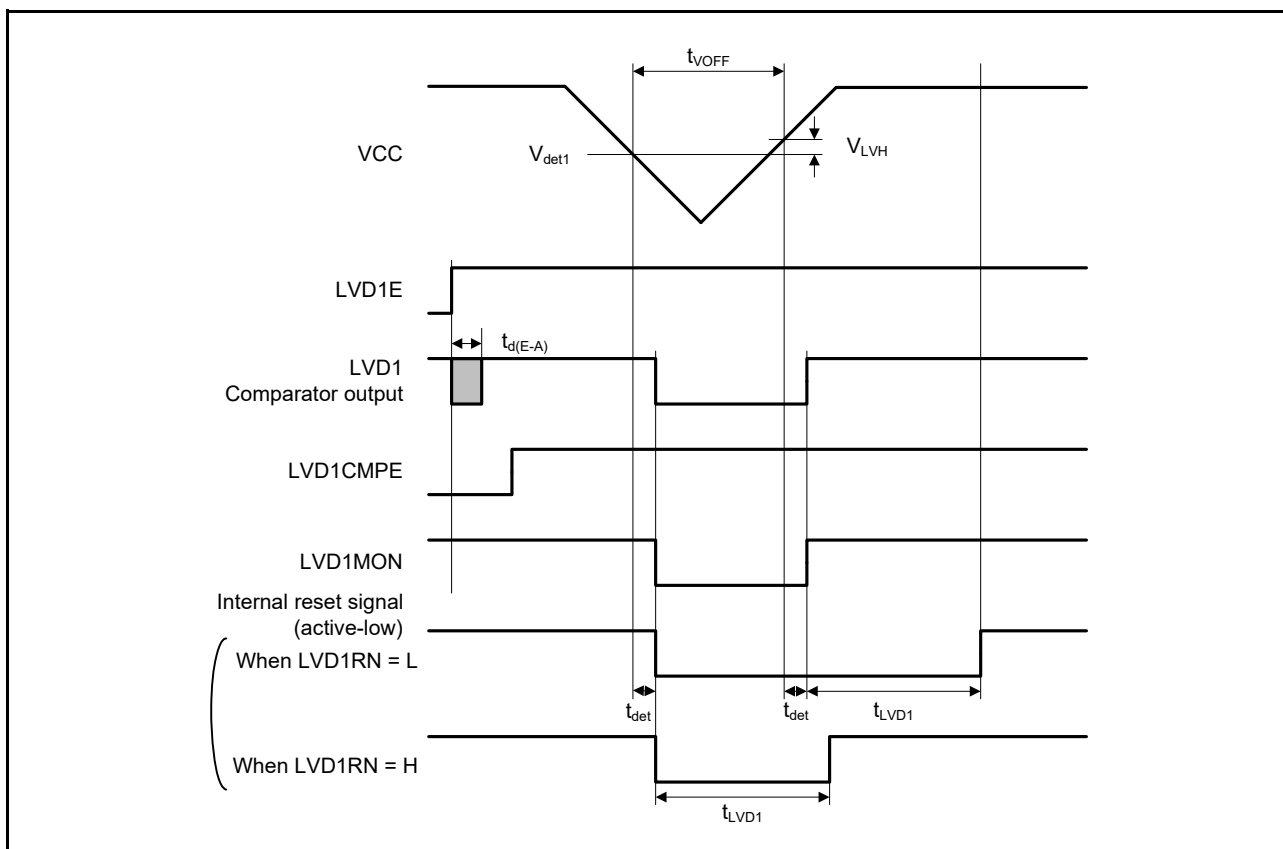 tVOFF
VCC
Vdet1
VLVH
LVD1E
td(E-A)
LVD1
Comparator output
LVD1CMPE
LVD1MON
Internal reset signal
(active-low)
When LVD1RN = L
tdet
tdet
tLVD1
When LVD1RN = H
tLVD1